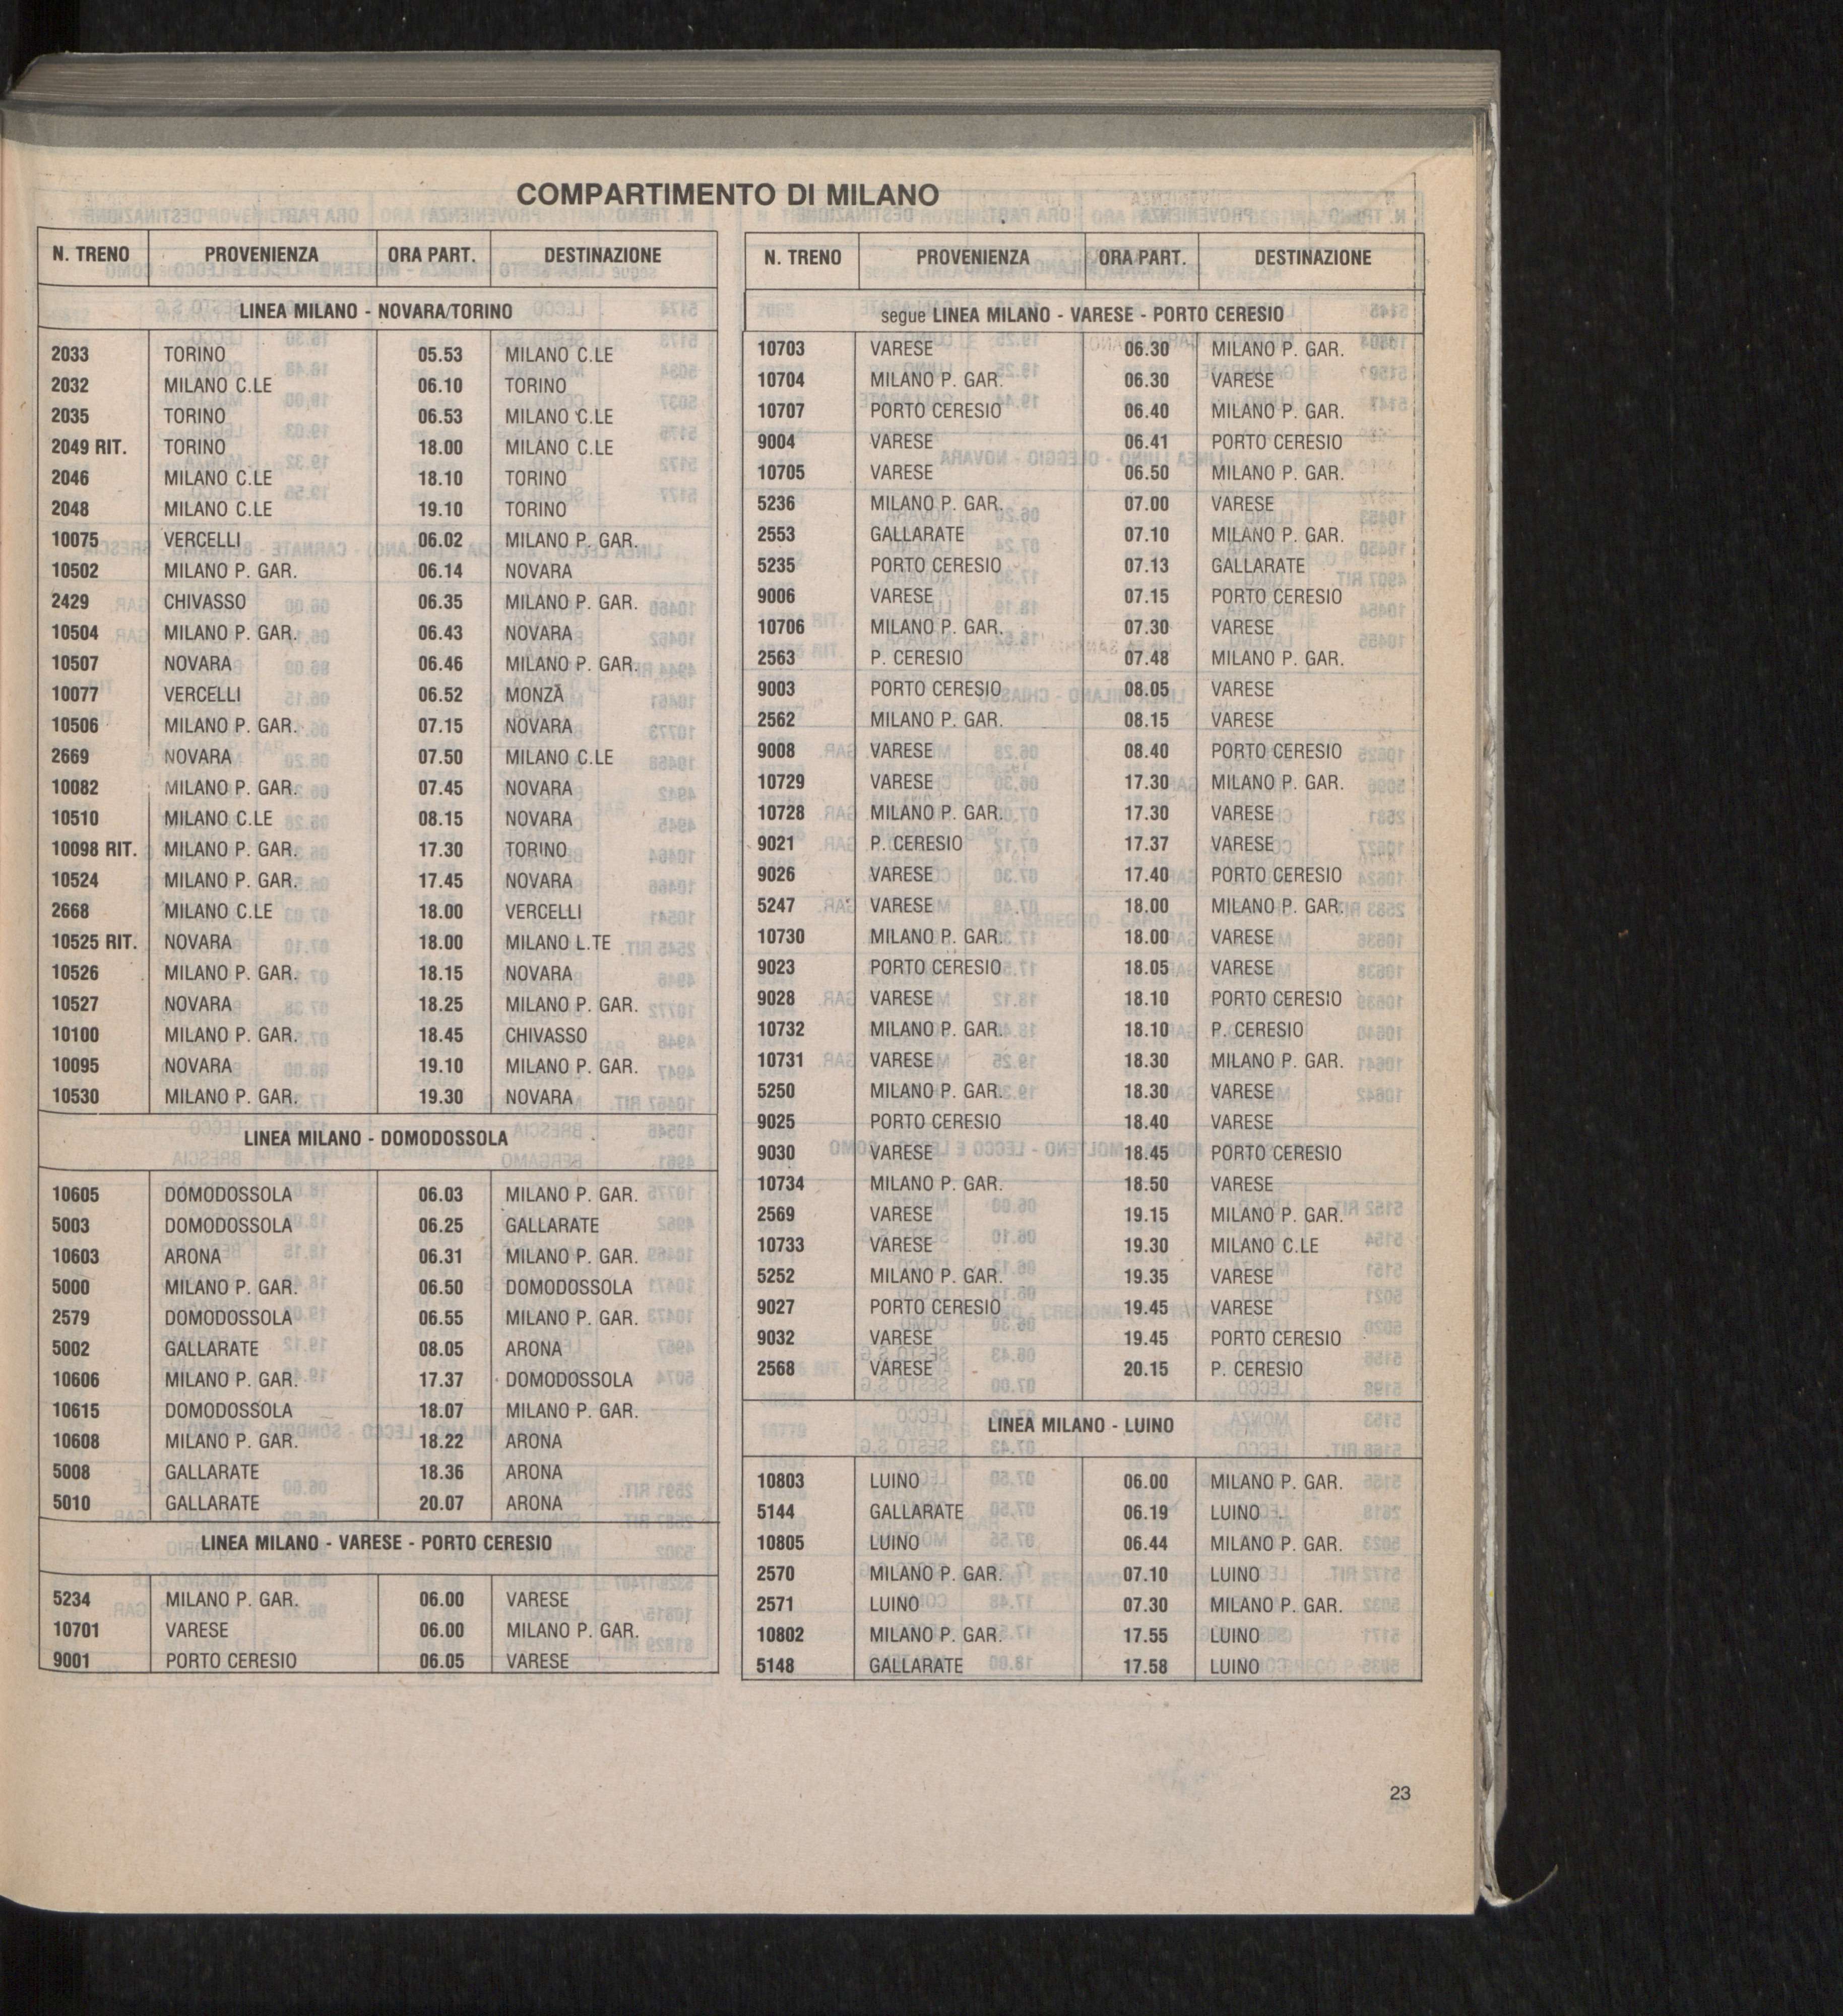 COMPARTIMENTO DI MILANO
N. TRENO PROVENIENZA ORA PART. DESTINAZIONE
LINEA MILANO - NOVARA/TORINO
2033 TORINO 05.53 MILANO C.LE
2032 MILANO C.LE 06.10 TORINO
2035 TORINO 06.53 MILANO C.LE
2049 RIT. TORINO 18.00 MILANO C.LE
2046 MILANO C.LE 18.10 TORINO
2048 MILANO C.LE 19.10 TORINO
10075 VERCELLI 06.02 MILANO P. GAR.
10502 MILANO P. GAR. 06.14 NOVARA
2429 CHIVASSO 06.35 MILANO P. GAR.
10504 MILANO P. GAR. 06.43 NOVARA
10507 NOVARA 06.46 MILANO P. GAR.
10077 VERCELLI 06.52 MONZA
10506 MILANO P. GAR. 07.15 NOVARA
2669 NOVARA 07.50 MILANO C.LE
10082 MILANO P. GAR. 07.45 NOVARA
10510 MILANO C.LE 08.15 NOVARA
10098 RIT. MILANO P. GAR. 17.30 TORINO
10524 MILANO P. GAR. 17.45 NOVARA
2668 MILANO C.LE 18.00 VERCELLI
10525 RIT. NOVARA 18.00 MILANO L.TE
10526 MILANO P. GAR. 18.15 NOVARA
10527 NOVARA 18.25 MILANO P. GAR.
10100 MILANO P. GAR. 18.45 CHIVASSO
10095 NOVARA 19.10 MILANO P. GAR.
10530 MILANO P. GAR. 19.30 NOVARA
LINEA MILANO - DOMODOSSOLA
10605 DOMODOSSOLA 06.03 MILANO P. GAR.
5003 DOMODOSSOLA 06.25 GALLARATE
10603 ARONA 06.31 MILANO P. GAR.
5000 MILANO P. GAR. 06.50 DOMODOSSOLA
2579 DOMODOSSOLA 06.55 MILANO P. GAR.
5002 GALLARATE 08.05 ARONA
10606 MILANO P. GAR. 17.37 DOMODOSSOLA
10615 DOMODOSSOLA 18.07 MILANO P. GAR.
10608 MILANO P. GAR. 18.22 ARONA
5008 GALLARATE 18.36 ARONA
5010 GALLARATE 20.07 ARONA
LINEA MILANO - VARESE - PORTO CERESIO
5234 MILANO P. GAR. 06.00 VARESE
10701 VARESE 06.00 MILANO P. GAR.
9001 PORTO CERESIO 06.05 VARESE
N. TRENO PROVENIENZA ORA PART. DESTINAZIONE
segue LINEA MILANO - VARESE - PORTO CERESIO
10703 VARESE 06.30 MILANO P. GAR.
10704 MILANO P. GAR. 06.30 VARESE
10707 PORTO CERESIO 06.40 MILANO P. GAR.
9004 VARESE 06.41 PORTO CERESIO
10705 VARESE 06.50 MILANO P. GAR.
5236 MILANO P. GAR. 07.00 VARESE
2553 GALLARATE 07.10 MILANO P. GAR.
5235 PORTO CERESIO 07.13 GALLARATE
9006 VARESE 07.15 PORTO CERESIO
10706 MILANO P. GAR. 07.30 VARESE
2563 P. CERESIO 07.48 MILANO P. GAR.
9003 PORTO CERESIO 08.05 VARESE
2562 MILANO P. GAR. 08.15 VARESE
9008 VARESE 08.40 PORTO CERESIO
10729 VARESE 17.30 MILANO P. GAR.
10728 MILANO P. GAR. 17.30 VARESE
9021 P. CERESIO 17.37 VARESE
9026 VARESE 17.40 PORTO CERESIO
5247 VARESE 18.00 MILANO P. GAR.
10730 MILANO P. GAR. 18.00 VARESE
9023 PORTO CERESIO 18.05 VARESE
9028 VARESE 18.10 PORTO CERESIO
10732 MILANO P. GAR. 18.10 P. CERESIO
10731 VARESE 18.30 MILANO P. GAR.
5250 MILANO P. GAR. 18.30 VARESE
9025 PORTO CERESIO 18.40 VARESE
9030 VARESE 18.45 PORTO CERESIO
10734 MILANO P. GAR. 18.50 VARESE
2569 VARESE 19.15 MILANO P. GAR.
10733 VARESE 19.30 MILANO C.LE
5252 MILANO P. GAR. 19.35 VARESE
9027 PORTO CERESIO 19.45 VARESE
9032 VARESE 19.45 PORTO CERESIO
2568 VARESE 20.15 P. CERESIO
LINEA MILANO - LUINO
10803 LUINO 06.00 MILANO P. GAR.
5144 GALLARATE 06.19 LUINO
10805 LUINO 06.44 MILANO P. GAR.
2570 MILANO P. GAR. 07.10 LUINO
2571 LUINO 07.30 MILANO P. GAR.
10802 MILANO P. GAR. 17.55 LUINO
5148 GALLARATE 17.58 LUINO
23